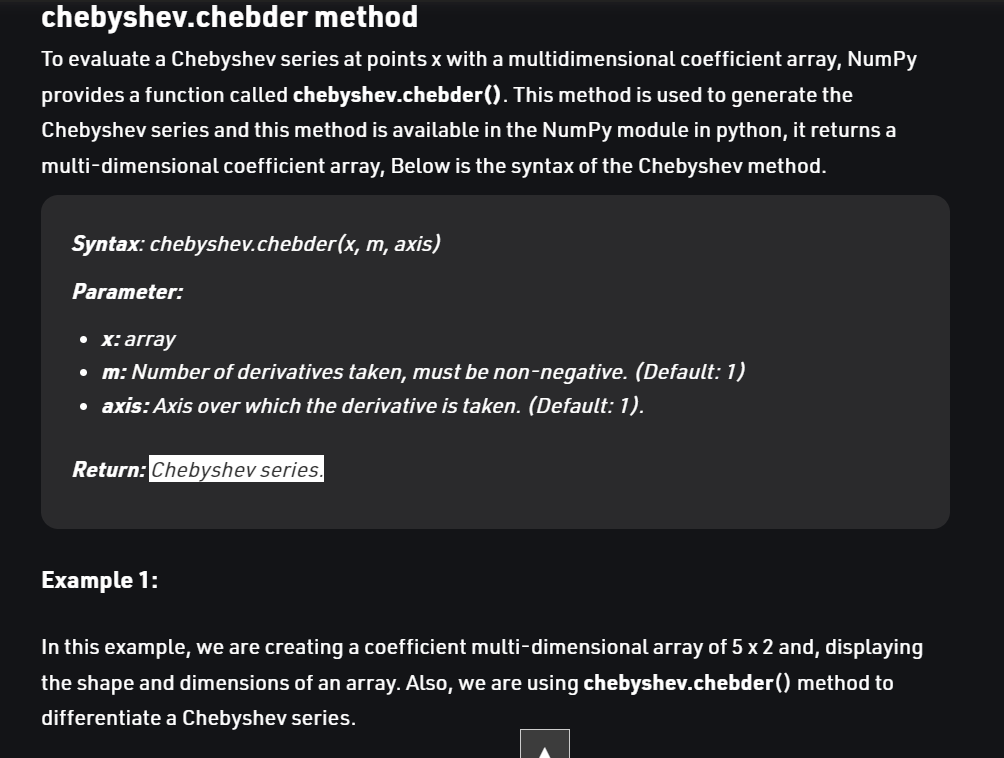 chebyshev.chebder method
To evaluate a Chebyshev series at points x with a multidimensional coefficient array, NumPy
provides a function called chebyshev.chebder(). This method is used to generate the
Chebyshev series and this method is available in the NumPy module in python, it returns a
multi-dimensional coefficient array, Below is the syntax of the Chebyshev method.
Syntax: chebyshev.chebder(x, m, axis)
Parameter:
• x: array
• m: Number of derivatives taken, must be non-negative. (Default: 1)
• axis: Axis over which the derivative is taken. (Default: 1).
Return: Chebyshev series.
Example 1:
In this example, we are creating a coefficient multi-dimensional array of 5 x 2 and, displaying
the shape and dimensions of an array. Also, we are using chebyshev.chebder() method to
differentiate a Chebyshev series.